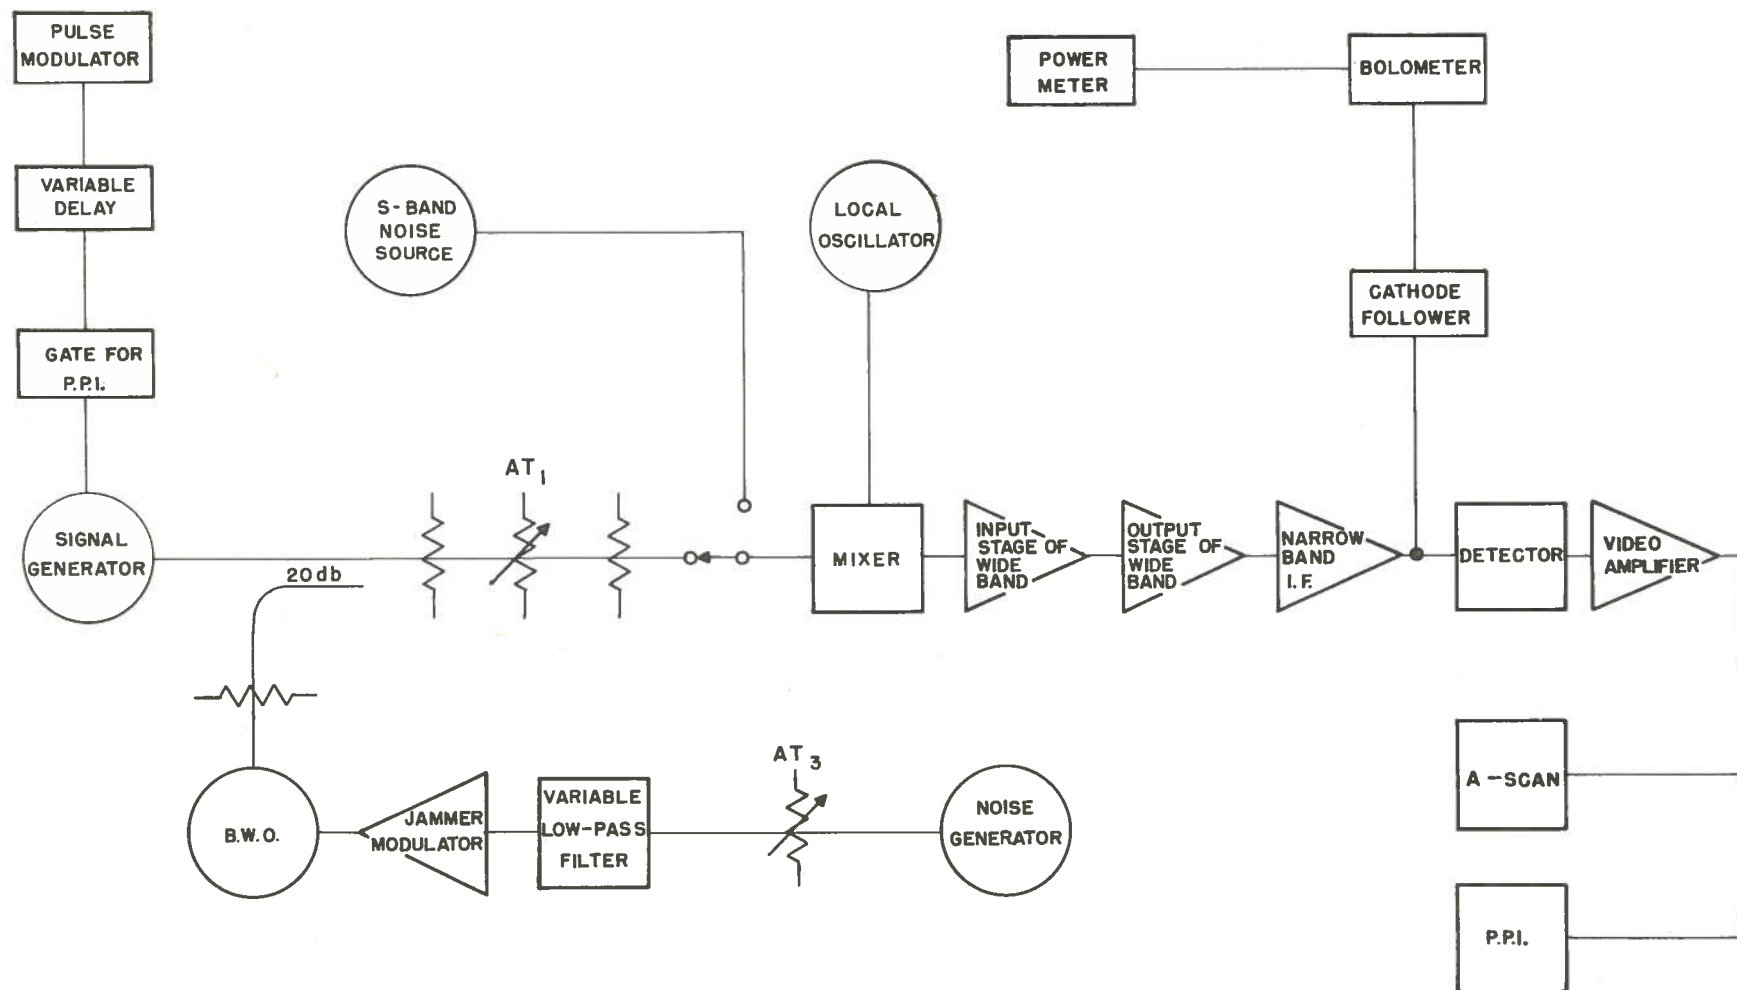 PULSE
MODULATOR
VARIABLE
DELAY
GATE FOR
P.P.I.
SIGNAL
GENERATOR
S-BAND
NOISE
SOURCE
LOCAL
OSCILLATOR
POWER
METER
BOLOMETER
CATHODE
FOLLOWER
AT1
20db
MIXER
INPUT
STAGE OF
WIDE
BAND
OUTPUT
STAGE OF
WIDE
BAND
NARROW
BAND
I.F.
DETECTOR
VIDEO
AMPLIFIER
B.W.O.
JAMMER
MODULATOR
VARIABLE
LOW-PASS
FILTER
AT3
NOISE
GENERATOR
A-SCAN
P.P.I.